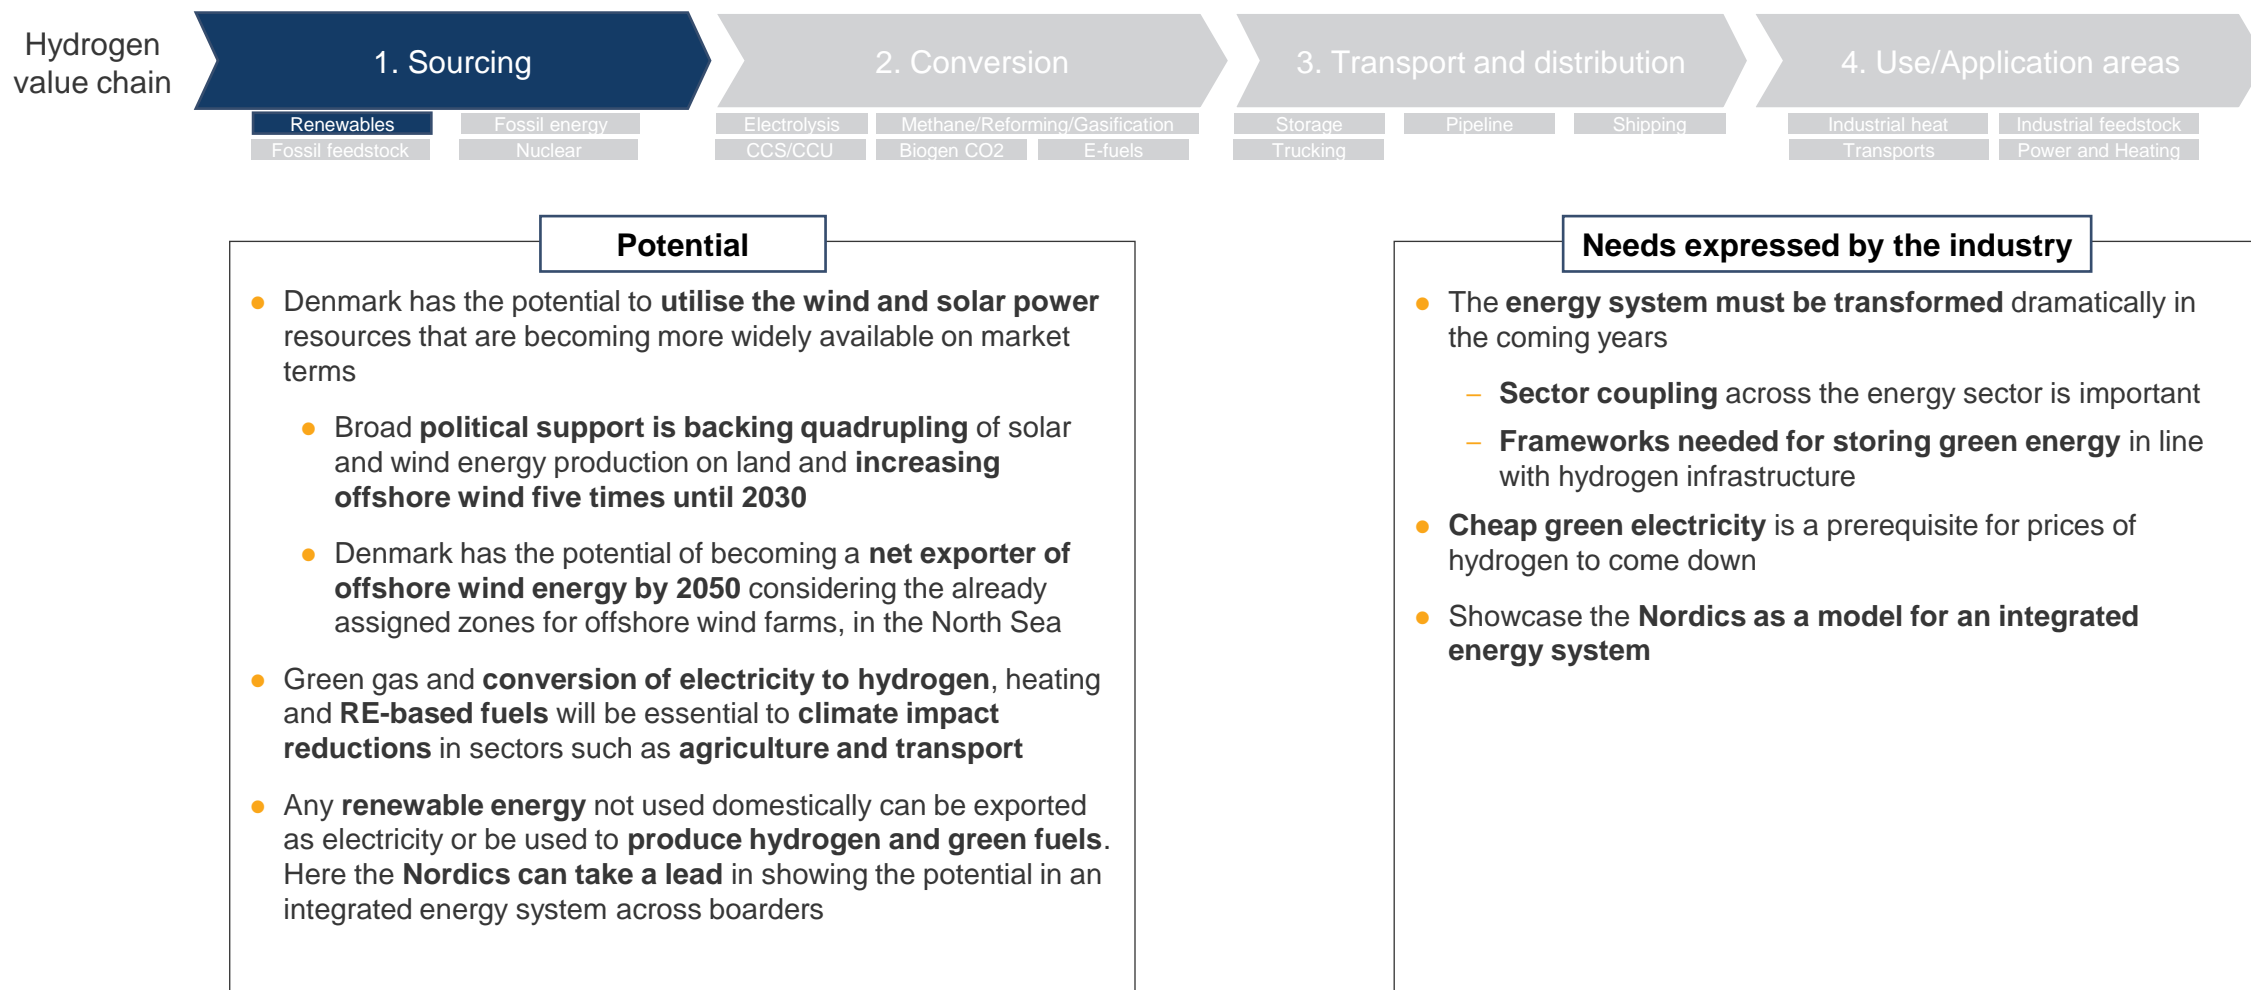 Hydrogen
value chain
1. Sourcing
2. Conversion
3. Transport and distribution
4. Use/Application areas
Renewables
Fossil energy
Fossil feedstock
Nuclear
Electrolysis
Methane/Reforming/Gasification
CCS/CCU
Biogen CO2
E-fuels
Storage
Pipeline
Shipping
Trucking
Industrial heat
Industrial feedstock
Transports
Power and Heating
Potential
● Denmark has the potential to utilise the wind and solar power
resources that are becoming more widely available on market
terms
● Broad political support is backing quadrupling of solar
and wind energy production on land and increasing
offshore wind five times until 2030
● Denmark has the potential of becoming a net exporter of
offshore wind energy by 2050 considering the already
assigned zones for offshore wind farms, in the North Sea
● Green gas and conversion of electricity to hydrogen, heating
and RE-based fuels will be essential to climate impact
reductions in sectors such as agriculture and transport
● Any renewable energy not used domestically can be exported
as electricity or be used to produce hydrogen and green fuels.
Here the Nordics can take a lead in showing the potential in an
integrated energy system across boarders
Needs expressed by the industry
● The energy system must be transformed dramatically in
the coming years
– Sector coupling across the energy sector is important
– Frameworks needed for storing green energy in line
with hydrogen infrastructure
● Cheap green electricity is a prerequisite for prices of
hydrogen to come down
● Showcase the Nordics as a model for an integrated
energy system